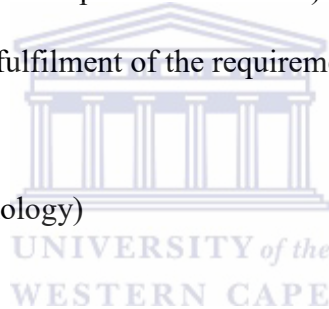 fulfilment of the requireme
ology)
UNIVERSITY of the
WESTERN CAPE